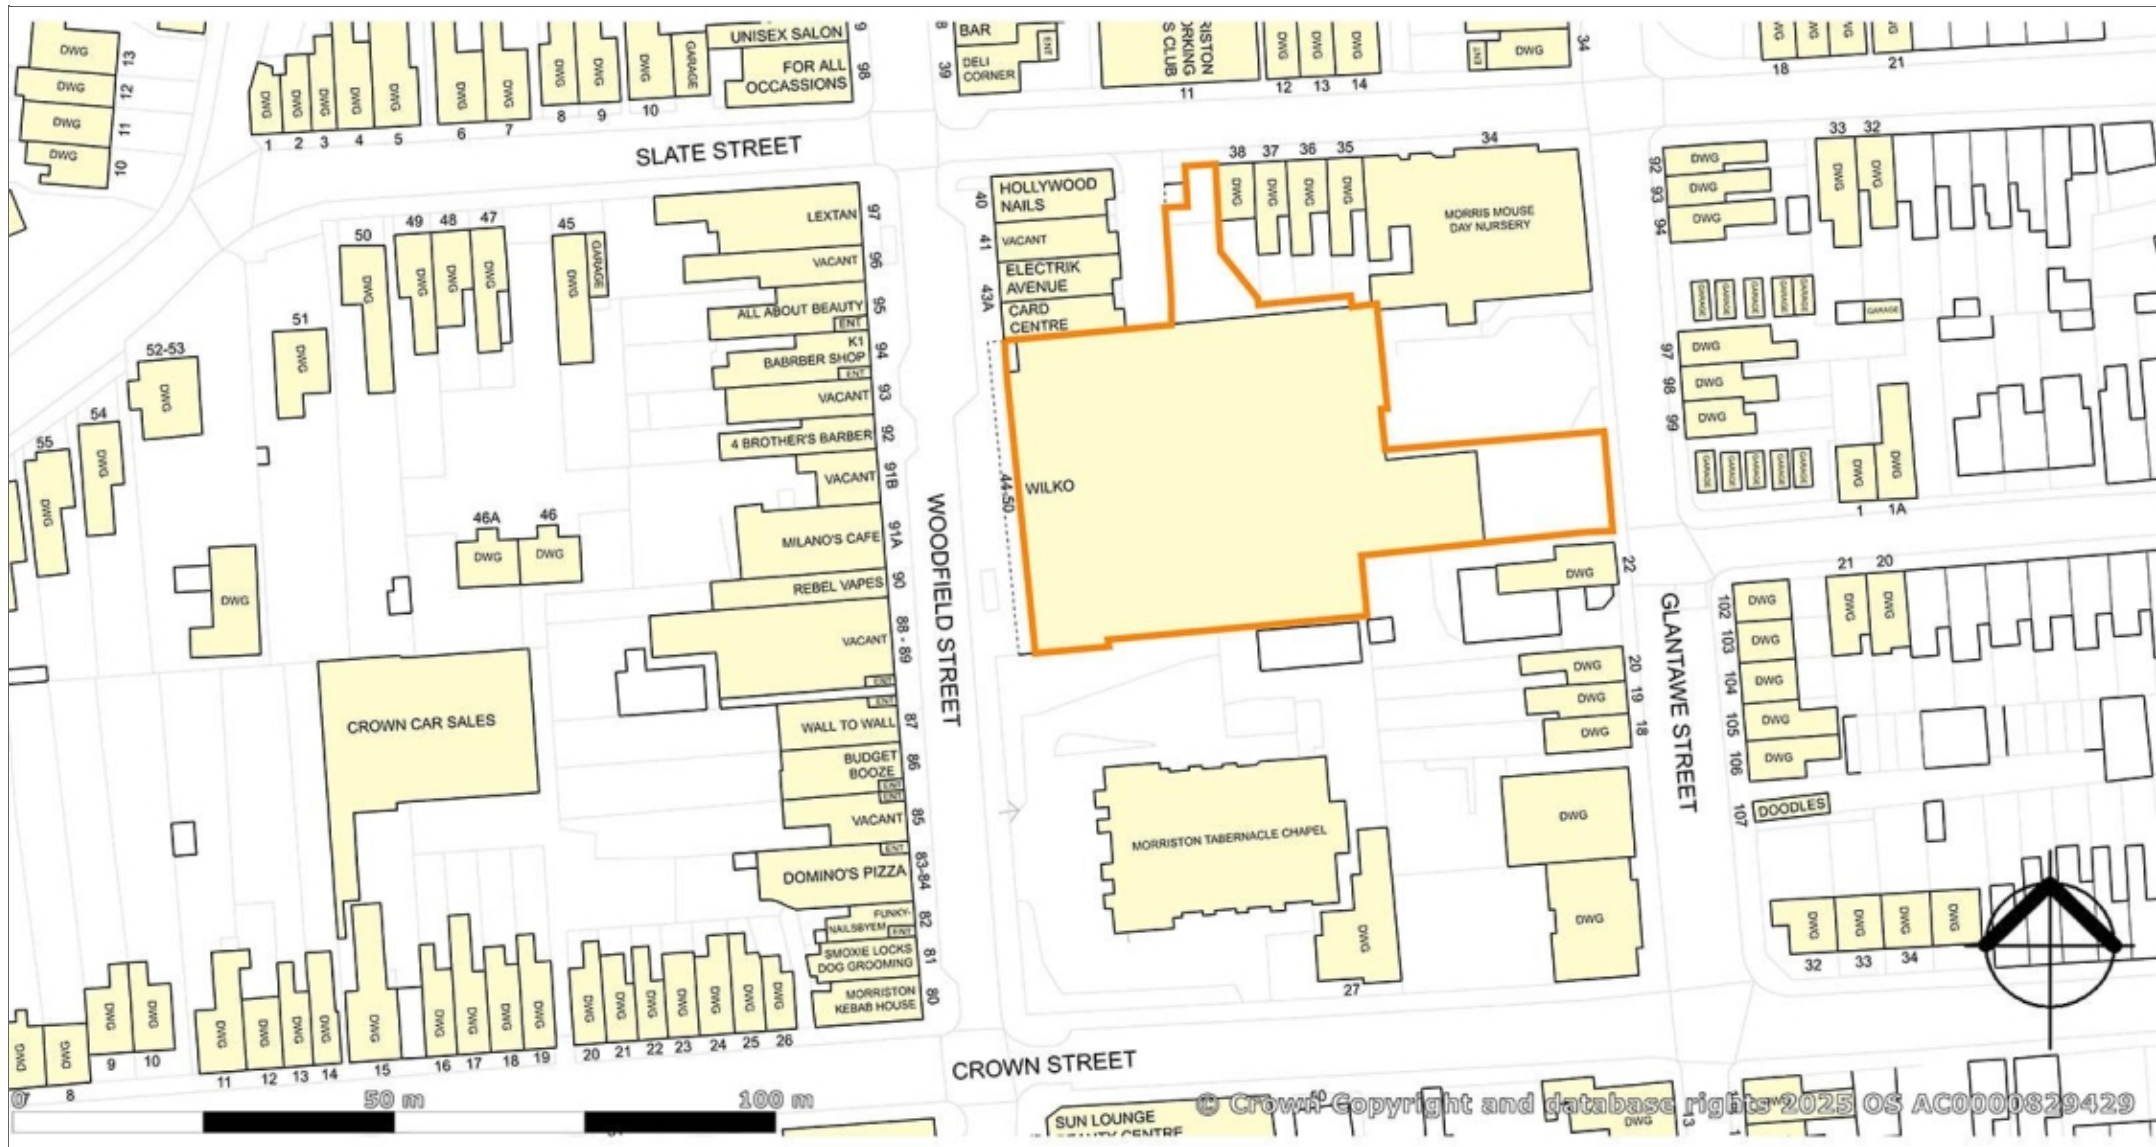 DWG
13
DWG
12
DWG
11
DWG
10
DWG
DWG
DWG
DWG
DWG
1
2
3
4
5
DWG
DWG
6
7
DWG
DWG
8
9
DWG
GARAGE
10
UNISEX SALON
FOR ALL
OCCASSIONS
98
BAR
DELI
CORNER
39
ENT
11
DWG
DWG
DWG
12
13
14
DWG
34
18
21
SLATE STREET
40
HOLLYWOOD
NAILS
41
VACANT
ELECTRIK
AVENUE
43A
CARD
CENTRE
38
37
36
35
34
DWG
DWG
DWG
DWG
MORRIS MOUSE
DAY NURSERY
92
DWG
93
DWG
94
DWG
33
32
DWG
DWG
GARAGE
GARAGE
GARAGE
GARAGE
GARAGE
GARAGE
97
DWG
98
DWG
99
DWG
GARAGE
GARAGE
GARAGE
GARAGE
GARAGE
DWG
DWG
1
1A
LEXTAN
97
VACANT
96
ALL ABOUT BEAUTY
ENT
95
K1
BABRBER SHOP
ENT
94
VACANT
93
4 BROTHER'S BARBER
92
VACANT
91B
MILANO'S CAFE
91A
REBEL VAPES
90
VACANT
88 - 89
ENT
ENT
WALL TO WALL
87
BUDGET
BOOZE
86
ENT
ENT
VACANT
85
ENT
DOMINO'S PIZZA
83-84
FUNKY-
NAILSBYEM
ENT
82
SMOXIE LOCKS
DOG GROOMING
81
MORRISTON
KEBAB HOUSE
80
50
DWG
49
48
47
DWG
DWG
DWG
45
DWG
GARAGE
51
DWG
52-53
DWG
54
DWG
55
DWG
46A
46
DWG
DWG
DWG
CROWN CAR SALES
WOODFIELD STREET
44-50
WILKO
DWG
22
GLANTAWE STREET
DWG
20
DWG
19
DWG
18
DWG
DWG
MORRISTON TABERNACLE CHAPEL
DWG
27
21
20
DWG
DWG
102
DWG
103
DWG
104
DWG
105
DWG
106
DWG
107
DOODLES
DWG
DWG
DWG
DWG
32
33
34
DWG
DWG
8
DWG
DWG
9
10
DWG
DWG
DWG
DWG
11
12
13
14
DWG
15
DWG
DWG
DWG
DWG
16
17
18
19
DWG
DWG
DWG
DWG
DWG
DWG
DWG
20
21
22
23
24
25
26
CROWN STREET
SUN LOUNGE
BEAUTY CENTRE
DWG
13
0
50 m
100 m
© Crown Copyright and database rights 2025 OS AC0000829429